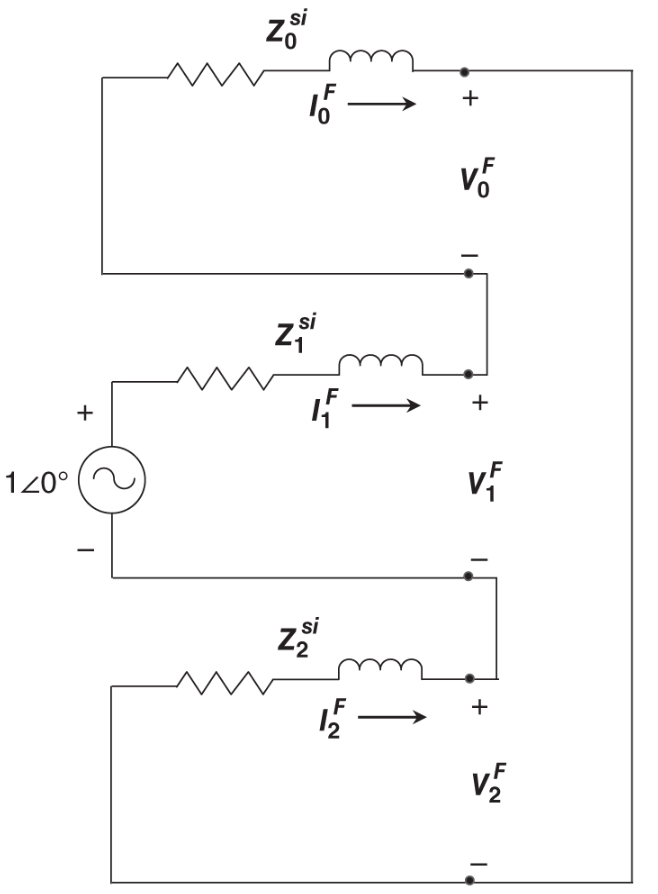 Z₀ˢⁱ
I₀ᶠ
+
V₀ᶠ
–
Z₁ˢⁱ
I₁ᶠ
+
+
1∠0°
V₁ᶠ
–
–
Z₂ˢⁱ
I₂ᶠ
+
V₂ᶠ
–